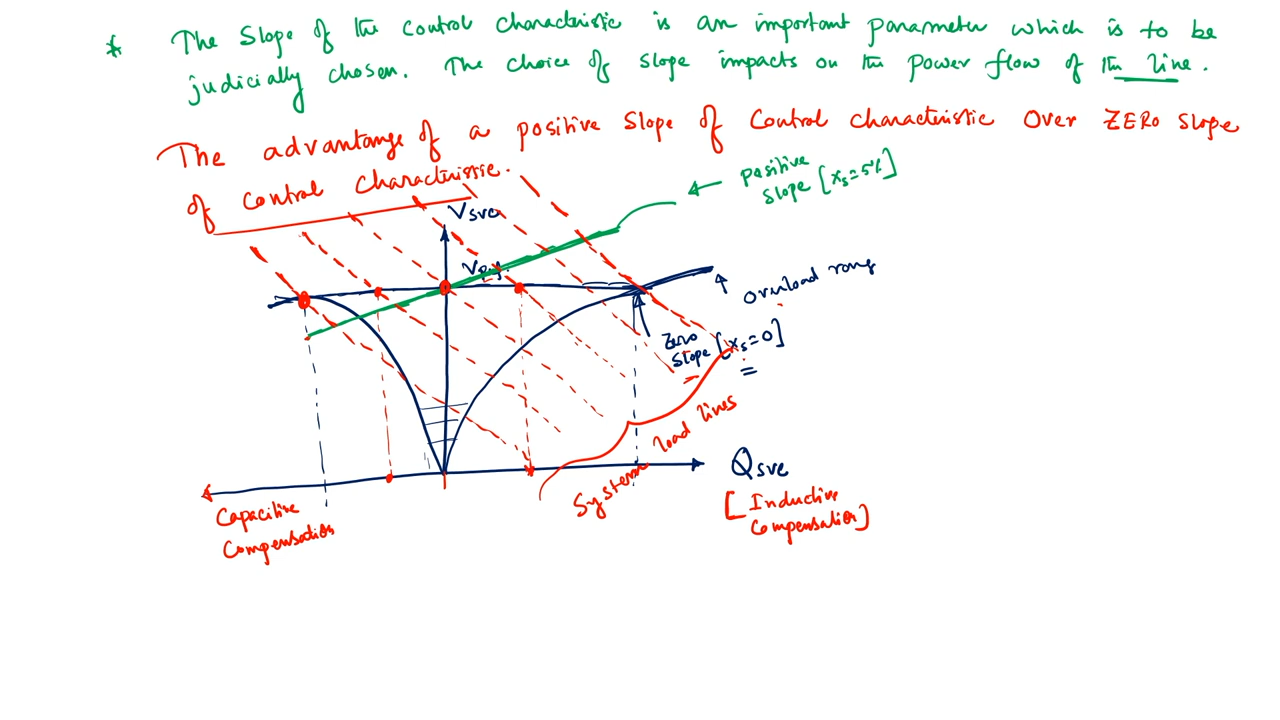 * The Slope of the control characteristic is an important parameter which is to be
judicially chosen. The choice of slope impacts on the power flow of the line.
The advantange of a positive slope of control characteristic over ZERO slope
of control characteristic.
positive
slope [Xs=5%]
Vsvc
Vref.
overload range
Zero
slope [Xs=0]
System load lines
Qsvc
[Inductive
compensation]
Capacitive
compensation